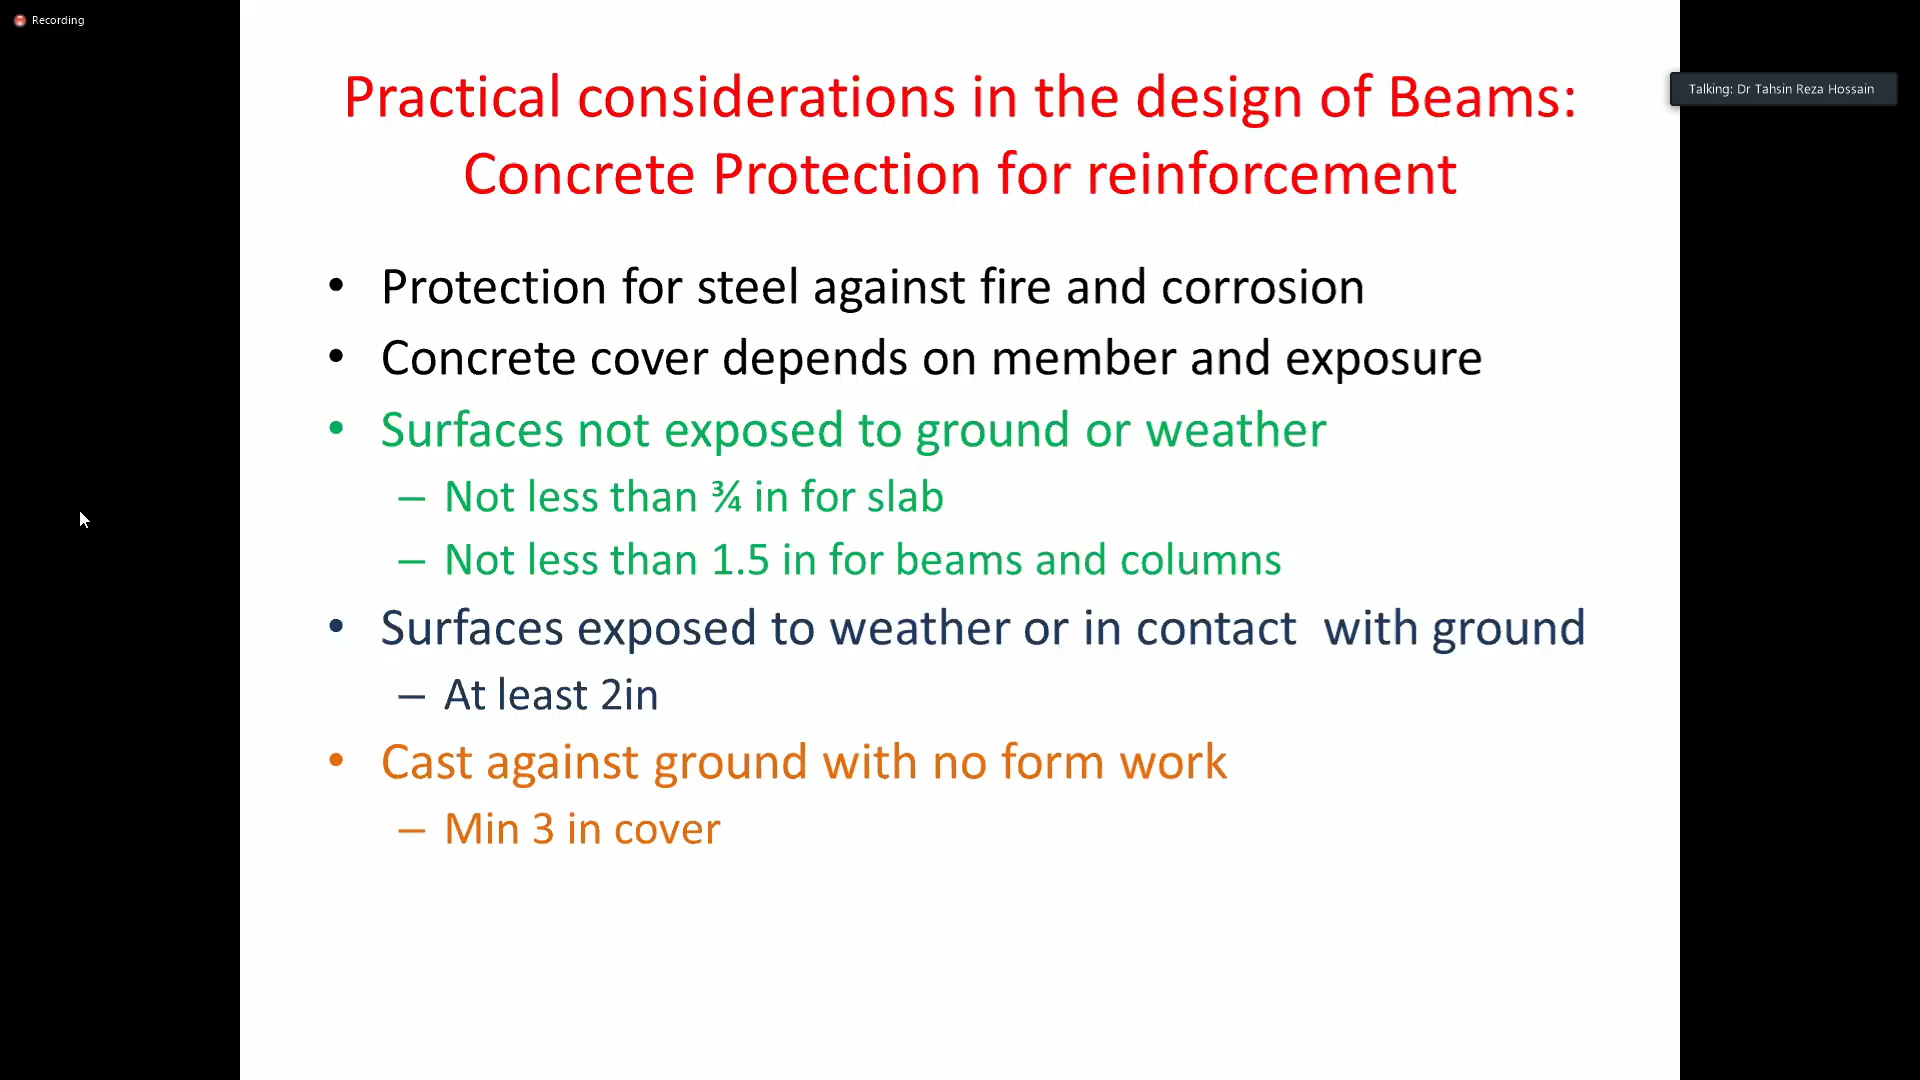 Recording
Practical considerations in the design of Beams:
Concrete Protection for reinforcement
Talking: Dr Tahsin Reza Hossain
• Protection for steel against fire and corrosion
• Concrete cover depends on member and exposure
• Surfaces not exposed to ground or weather
– Not less than ¾ in for slab
– Not less than 1.5 in for beams and columns
• Surfaces exposed to weather or in contact  with ground
– At least 2in
• Cast against ground with no form work
– Min 3 in cover